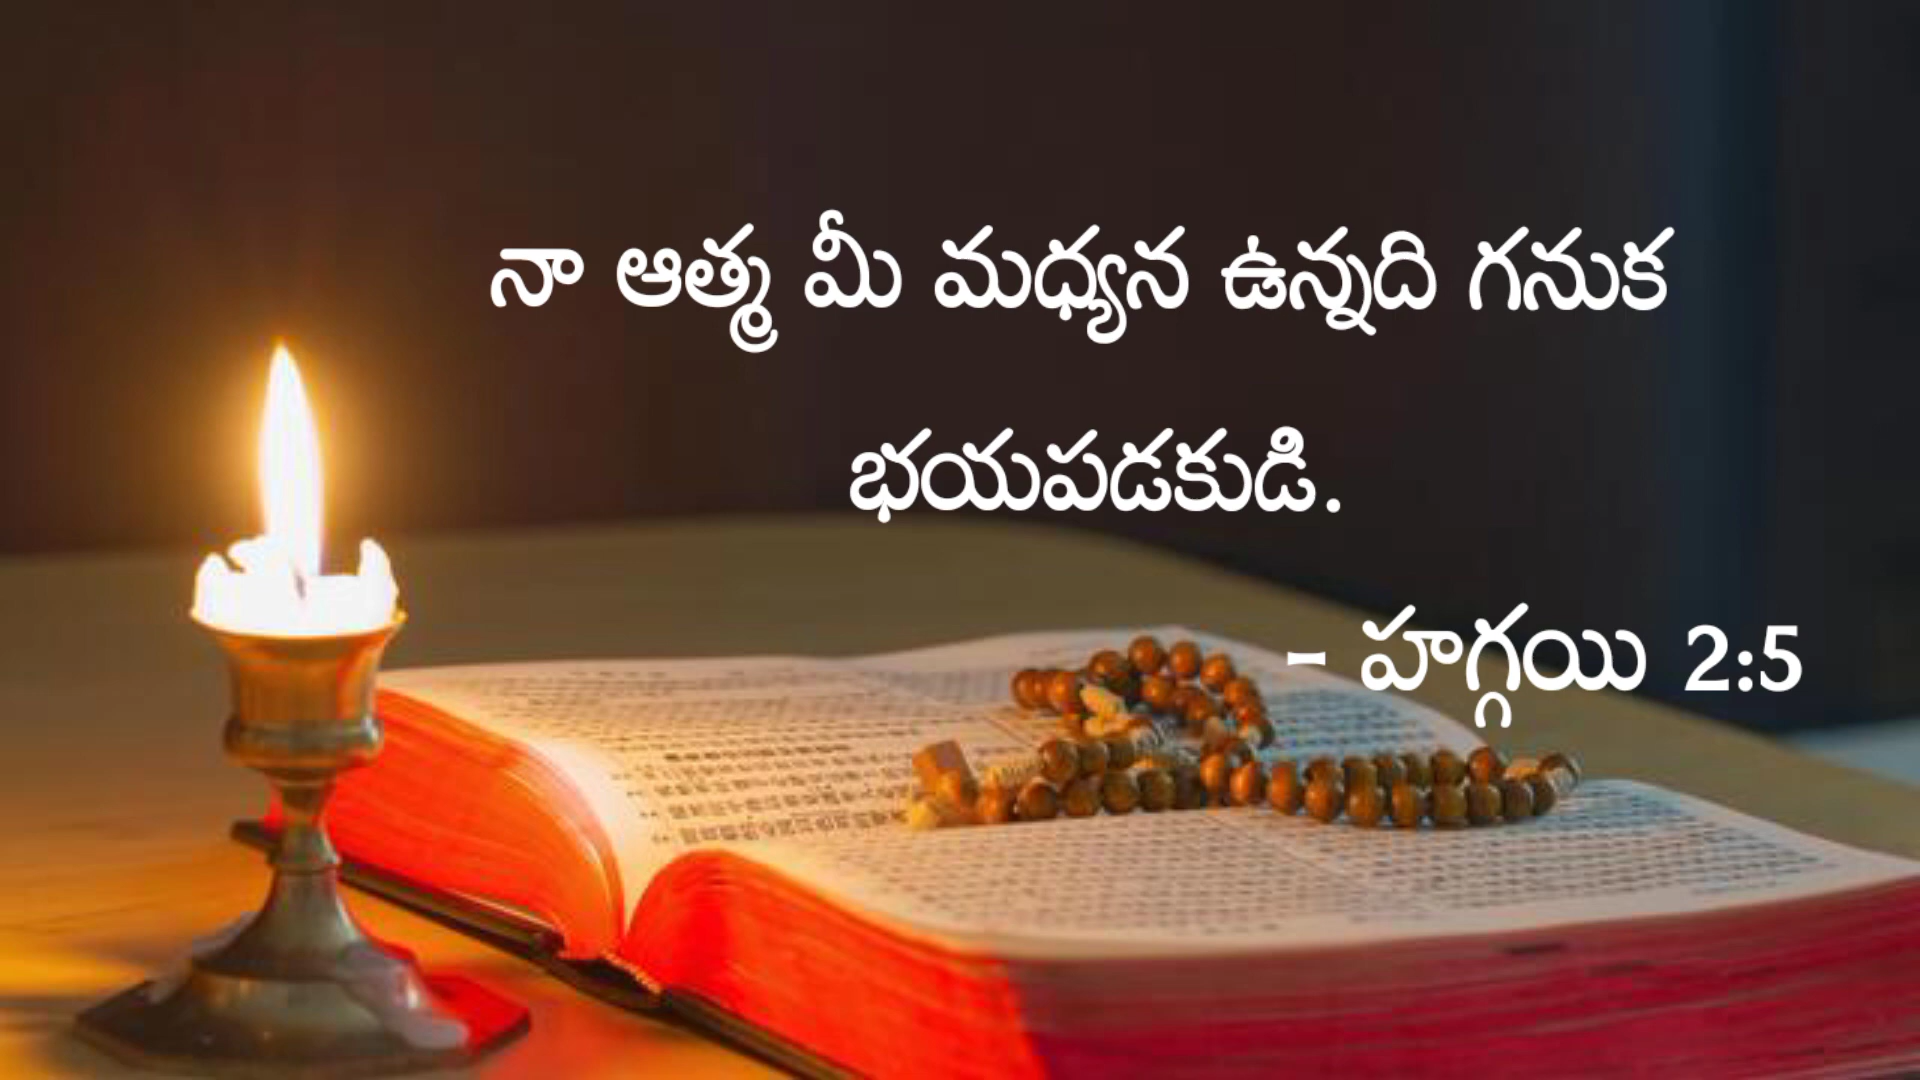 నా ఆత్మ మీ మధ్యన ఉన్నది గనుక
భయపడకుడి.
- హగ్గయి 2:5